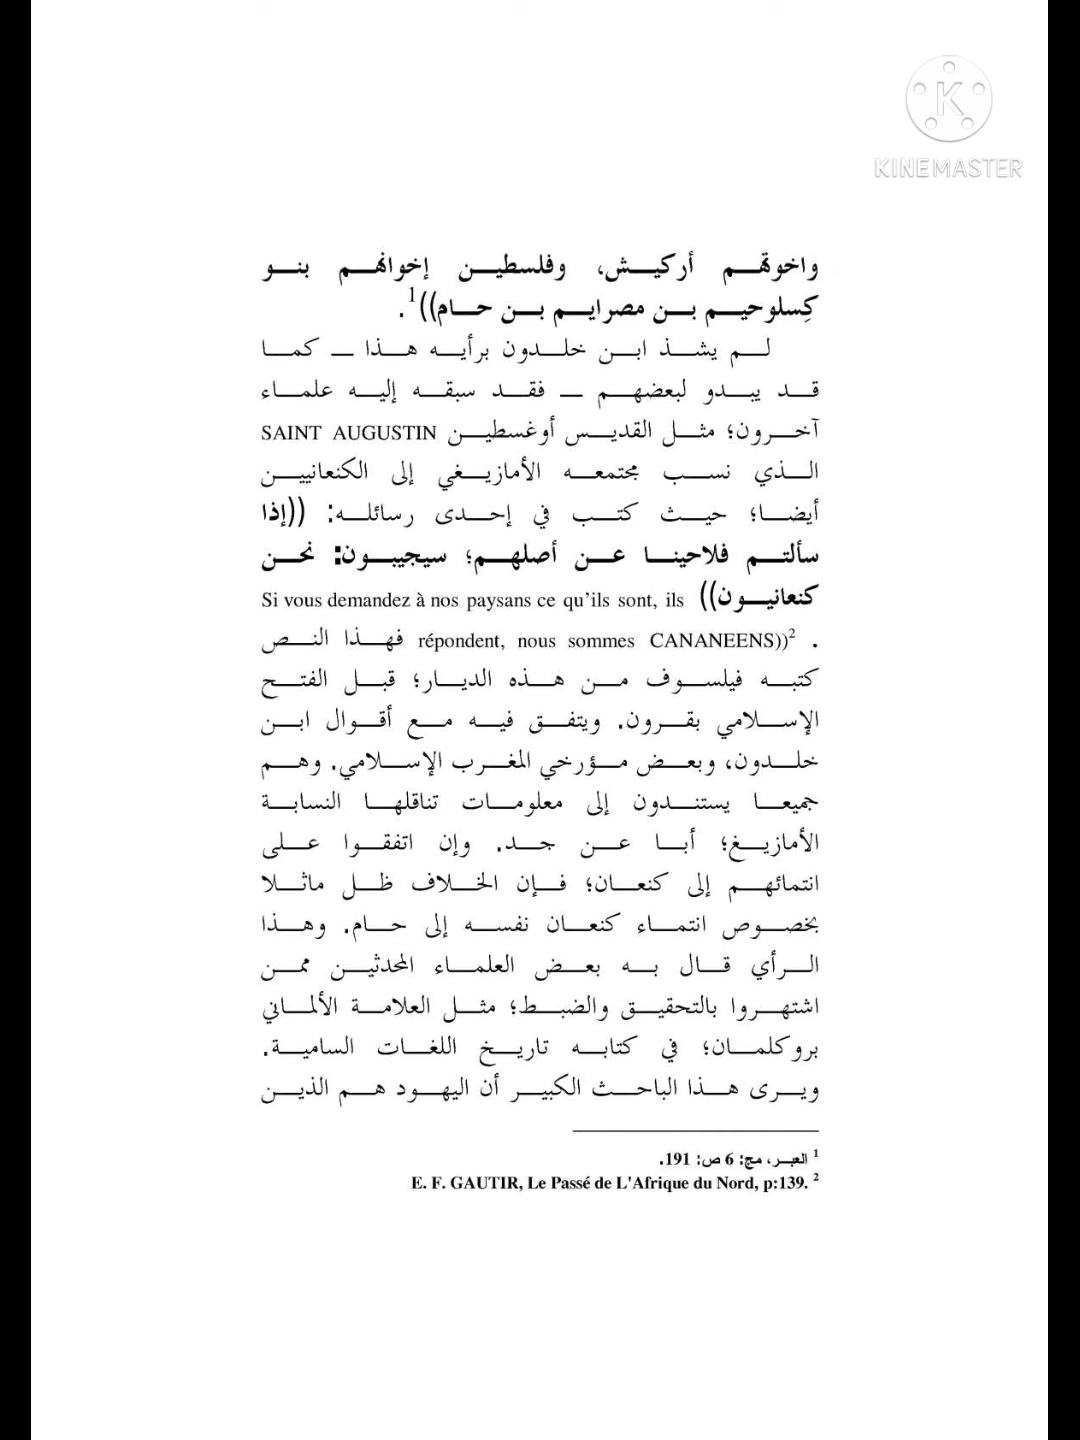 KINEMASTER
واخوتهم أركيش، وفلسطين إخوانهم بنو
كِسلوحيم بن مصرايم بن حام))1.
لم يشذ ابن خلدون برأيه هذا – كما
قد يبدو لبعضهم – فقد سبقه إليه علماء
آخرون؛ مثل القديس أوغسطين SAINT AUGUSTIN
الذي نسب مجتمعه الأمازيغي إلى الكنعانيين
أيضا؛ حيث كتب في إحدى رسائله: ((إذا
سألتم فلاحينا عن أصلهم؛ سيجيبون: نحن
كنعانيون)) Si vous demandez à nos paysans ce qu'ils sont, ils
répondent, nous sommes CANANEENS))2 . فهذا النص
كتبه فيلسوف من هذه الديار؛ قبل الفتح
الإسلامي بقرون. ويتفق فيه مع أقوال ابن
خلدون، وبعض مؤرخي المغرب الإسلامي. وهم
جميعا يستندون إلى معلومات تناقلها النسابة
الأمازيغ؛ أبا عن جد. وإن اتفقوا على
انتمائهم إلى كنعان؛ فإن الخلاف ظل ماثلا
بخصوص انتماء كنعان نفسه إلى حام. وهذا
الرأي قال به بعض العلماء المحدثين ممن
اشتهروا بالتحقيق والضبط؛ مثل العلامة الألماني
بروكلمان؛ في كتابه تاريخ اللغات السامية.
ويرى هذا الباحث الكبير أن اليهود هم الذين
1 العبر، مج: 6 ص: 191.
2 E. F. GAUTIR, Le Passé de L'Afrique du Nord, p:139.